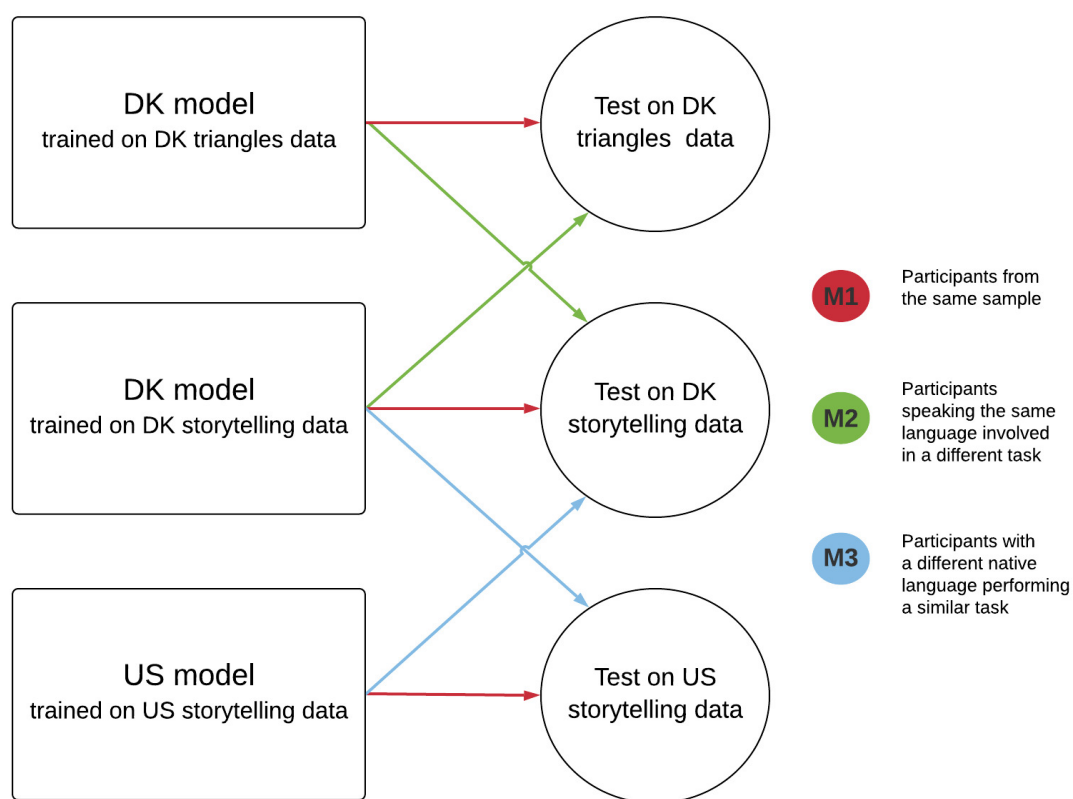 DK model
trained on DK triangles data
Test on DK
triangles data
DK model
trained on DK storytelling data
Test on DK
storytelling data
US model
trained on US storytelling data
Test on US
storytelling data
M1
Participants from
the same sample
M2
Participants
speaking the same
language involved
in a different task
M3
Participants with
a different native
language performing
a similar task